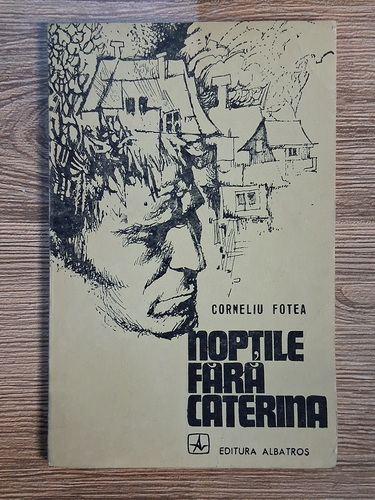 CORNELIU FOTEA
NOPȚILE
FĂRĂ
CATERINA
EDITURA ALBATROS